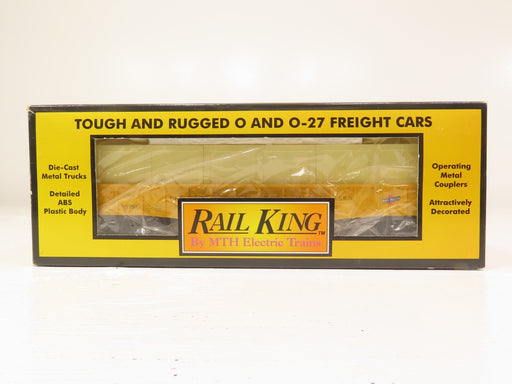 TOUGH AND RUGGED O AND O-27 FREIGHT CARS
Die-Cast
Metal Trucks
Detailed
ABS
Plastic Body
Operating
Metal
Couplers
Attractively
Decorated
RAIL KING TM
By MTH Electric Trains